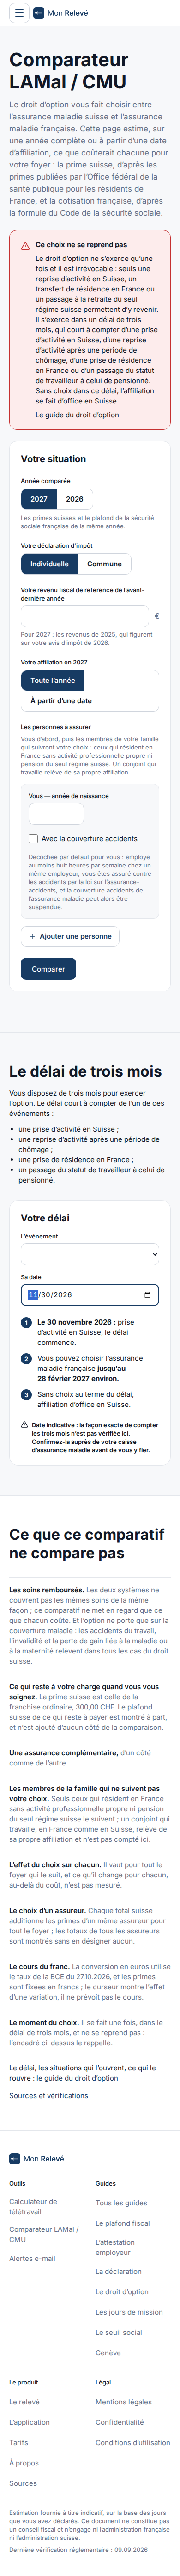 Mon Relevé
Comparateur
LAMal / CMU
Le droit d’option vous fait choisir entre
l’assurance maladie suisse et l’assurance
maladie française. Cette page estime, sur
une année complète ou à partir d’une date
d’affiliation, ce que coûterait chacune pour
votre foyer : la prime suisse, d’après les
primes publiées par l’Office fédéral de la
santé publique pour les résidents de
France, et la cotisation française, d’après
la formule du Code de la sécurité sociale.
Ce choix ne se reprend pas
Le droit d’option ne s’exerce qu’une
fois et il est irrévocable : seuls une
reprise d’activité en Suisse, un
transfert de résidence en France ou
un passage à la retraite du seul
régime suisse permettent d’y revenir.
Il s’exerce dans un délai de trois
mois, qui court à compter d’une prise
d’activité en Suisse, d’une reprise
d’activité après une période de
chômage, d’une prise de résidence
en France ou d’un passage du statut
de travailleur à celui de pensionné.
Sans choix dans ce délai, l’affiliation
se fait d’office en Suisse.
Le guide du droit d’option
Votre situation
Année comparée
2027 2026
Les primes suisses et le plafond de la sécurité
sociale française de la même année.
Votre déclaration d’impôt
Individuelle Commune
Votre revenu fiscal de référence de l’avant-
dernière année
€
Pour 2027 : les revenus de 2025, qui figurent
sur votre avis d’impôt de 2026.
Votre affiliation en 2027
Toute l’année
À partir d’une date
Les personnes à assurer
Vous d’abord, puis les membres de votre famille
qui suivront votre choix : ceux qui résident en
France sans activité professionnelle propre ni
pension du seul régime suisse. Un conjoint qui
travaille relève de sa propre affiliation.
Vous — année de naissance
Avec la couverture accidents
Décochée par défaut pour vous : employé
au moins huit heures par semaine chez un
même employeur, vous êtes assuré contre
les accidents par la loi sur l’assurance-
accidents, et la couverture accidents de
l’assurance maladie peut alors être
suspendue.
+ Ajouter une personne
Comparer
Le délai de trois mois
Vous disposez de trois mois pour exercer
l’option. Le délai court à compter de l’un de ces
événements :
• une prise d’activité en Suisse ;
• une reprise d’activité après une période de
chômage ;
• une prise de résidence en France ;
• un passage du statut de travailleur à celui de
pensionné.
Votre délai
L’événement
Sa date
11/30/2026
1 Le 30 novembre 2026 : prise
d’activité en Suisse, le délai
commence.
2 Vous pouvez choisir l’assurance
maladie française jusqu’au
28 février 2027 environ.
3 Sans choix au terme du délai,
affiliation d’office en Suisse.
Date indicative : la façon exacte de compter
les trois mois n’est pas vérifiée ici.
Confirmez-la auprès de votre caisse
d’assurance maladie avant de vous y fier.
Ce que ce comparatif
ne compare pas
Les soins remboursés. Les deux systèmes ne
couvrent pas les mêmes soins de la même
façon ; ce comparatif ne met en regard que ce
que chacun coûte. Et l’option ne porte que sur la
couverture maladie : les accidents du travail,
l’invalidité et la perte de gain liée à la maladie ou
à la maternité relèvent dans tous les cas du droit
suisse.
Ce qui reste à votre charge quand vous vous
soignez. La prime suisse est celle de la
franchise ordinaire, 300,00 CHF. Le plafond
suisse de ce qui reste à payer est montré à part,
et n’est ajouté d’aucun côté de la comparaison.
Une assurance complémentaire, d’un côté
comme de l’autre.
Les membres de la famille qui ne suivent pas
votre choix. Seuls ceux qui résident en France
sans activité professionnelle propre ni pension
du seul régime suisse le suivent : un conjoint qui
travaille, en France comme en Suisse, relève de
sa propre affiliation et n’est pas compté ici.
L’effet du choix sur chacun. Il vaut pour tout le
foyer qui le suit, et ce qu’il change pour chacun,
au-delà du coût, n’est pas mesuré.
Le choix d’un assureur. Chaque total suisse
additionne les primes d’un même assureur pour
tout le foyer ; les totaux de tous les assureurs
sont montrés sans en désigner aucun.
Le cours du franc. La conversion en euros utilise
le taux de la BCE du 27.10.2026, et les primes
sont fixées en francs ; le curseur montre l’effet
d’une variation, il ne prévoit pas le cours.
Le moment du choix. Il se fait une fois, dans le
délai de trois mois, et ne se reprend pas :
l’encadré ci-dessus le rappelle.
Le délai, les situations qui l’ouvrent, ce qui le
rouvre : le guide du droit d’option
Sources et vérifications
Mon Relevé
Outils
Calculateur de
télétravail
Comparateur LAMal /
CMU
Alertes e-mail
Guides
Tous les guides
Le plafond fiscal
L’attestation
employeur
La déclaration
Le droit d’option
Les jours de mission
Le seuil social
Genève
Le produit
Le relevé
L’application
Tarifs
À propos
Sources
Légal
Mentions légales
Confidentialité
Conditions d’utilisation
Estimation fournie à titre indicatif, sur la base des jours
que vous avez déclarés. Ce document ne constitue pas
un conseil fiscal et n’engage ni l’administration française
ni l’administration suisse.
Dernière vérification réglementaire : 09.09.2026